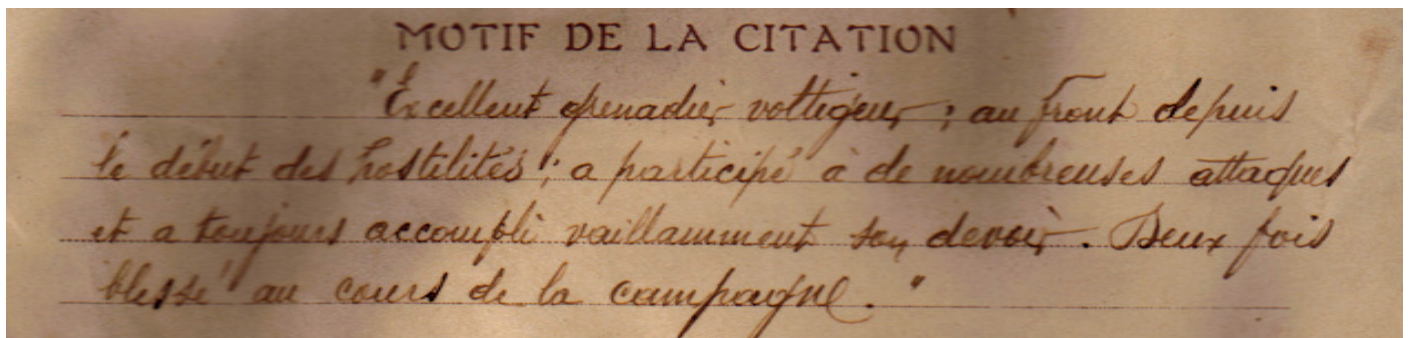 MOTIF DE LA CITATION
"Excellent grenadier voltigeur ; au front depuis
le début des hostilités ; a participé à de nombreuses attaques
et a toujours accompli vaillamment son devoir. Deux fois
blessé au cours de la campagne."